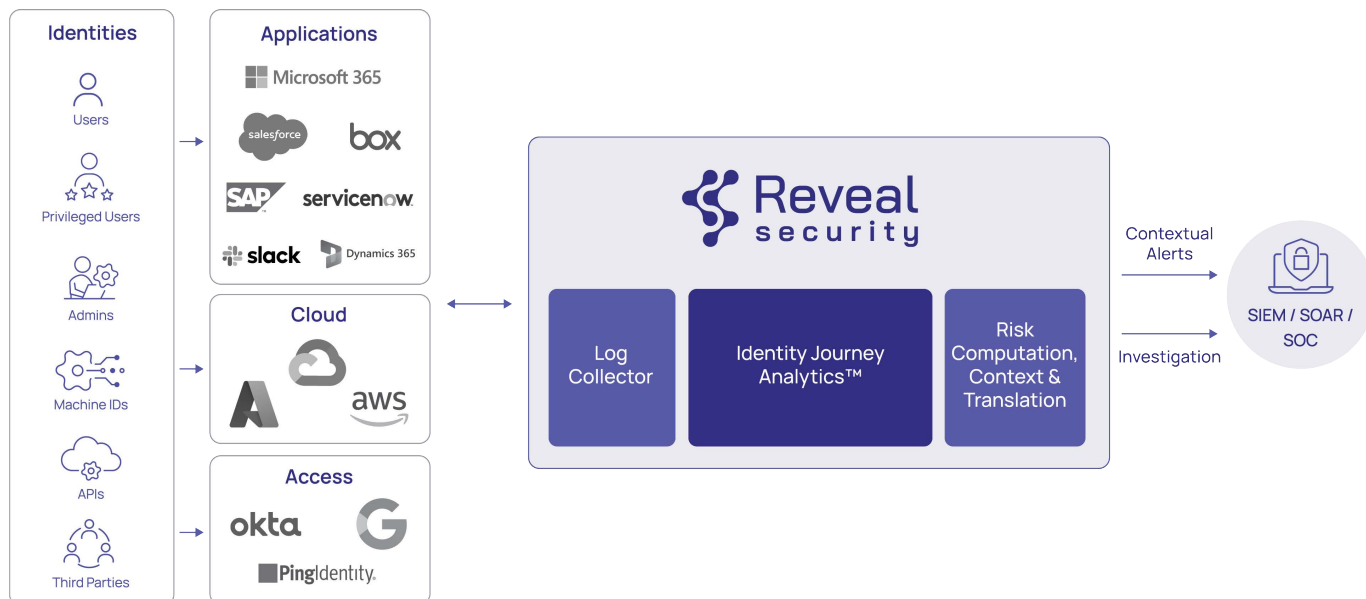 Identities
Users
Privileged Users
Admins
Machine IDs
APIs
Third Parties
Applications
Microsoft 365
salesforce
box
SAP
servicenow
slack
Dynamics 365
Cloud
aws
Access
okta
G
PingIdentity.
Reveal
security
Log
Collector
Identity Journey
Analytics™
Risk
Computation,
Context &
Translation
Contextual
Alerts
Investigation
SIEM / SOAR /
SOC